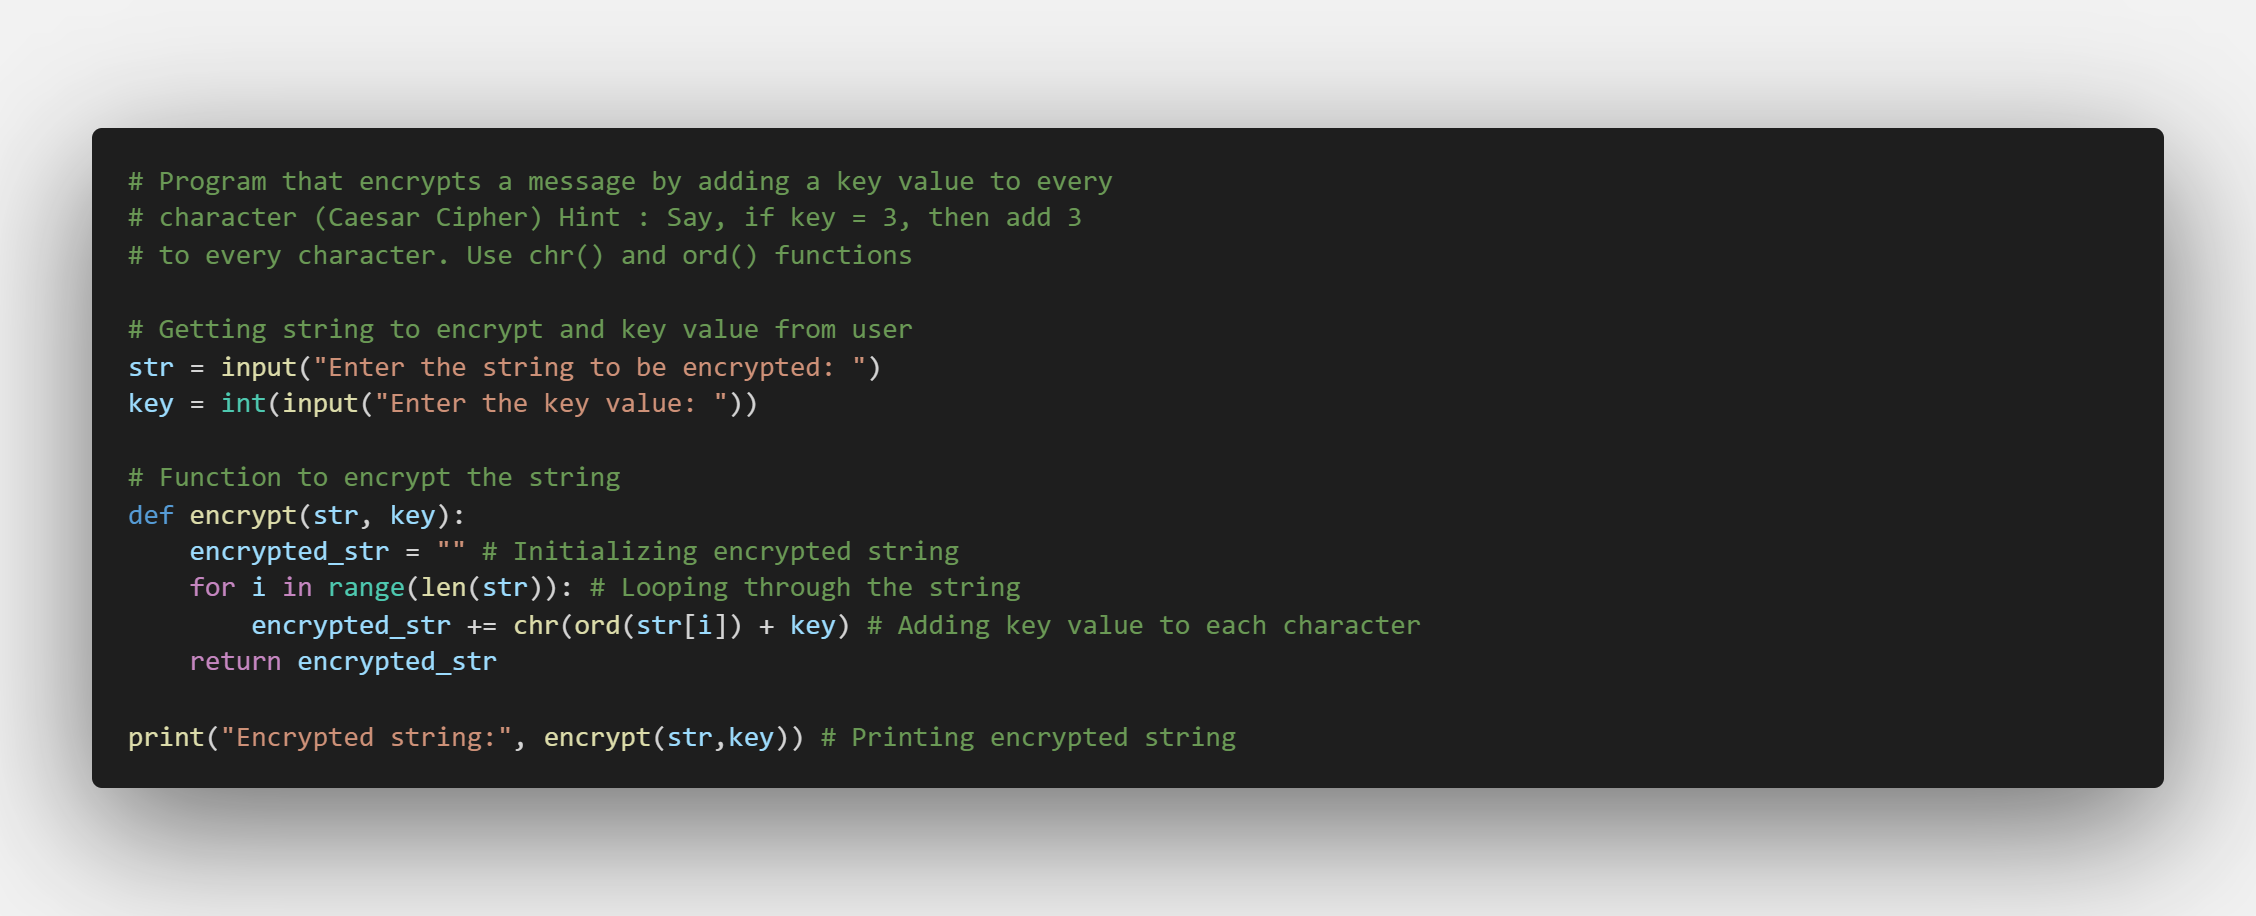 # Program that encrypts a message by adding a key value to every
# character (Caesar Cipher) Hint : Say, if key = 3, then add 3
# to every character. Use chr() and ord() functions

# Getting string to encrypt and key value from user
str = input("Enter the string to be encrypted: ")
key = int(input("Enter the key value: "))

# Function to encrypt the string
def encrypt(str, key):
    encrypted_str = "" # Initializing encrypted string
    for i in range(len(str)): # Looping through the string
        encrypted_str += chr(ord(str[i]) + key) # Adding key value to each character
    return encrypted_str

print("Encrypted string:", encrypt(str,key)) # Printing encrypted string